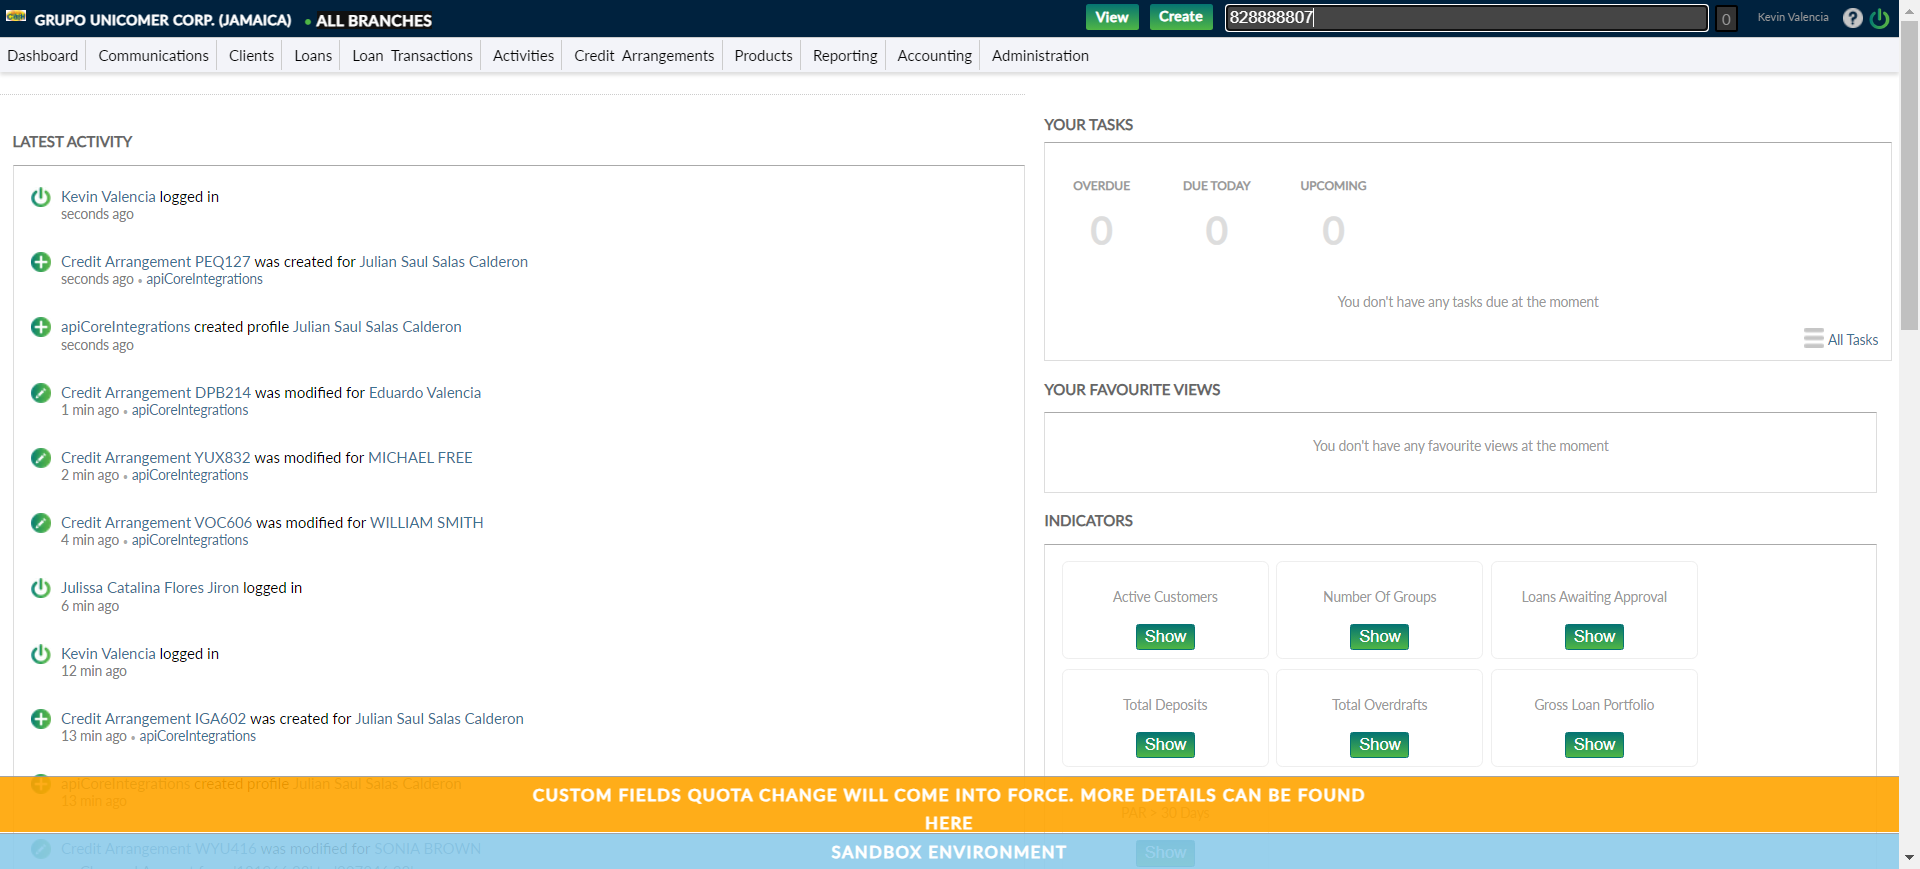 GRUPO UNICOMER CORP. (JAMAICA) • ALL BRANCHES
View Create 828888807 0 Kevin Valencia ?
Dashboard Communications Clients Loans Loan Transactions Activities Credit Arrangements Products Reporting Accounting Administration
LATEST ACTIVITY
Kevin Valencia logged in
seconds ago
Credit Arrangement PEQ127 was created for Julian Saul Salas Calderon
seconds ago • apiCoreIntegrations
apiCoreIntegrations created profile Julian Saul Salas Calderon
seconds ago
Credit Arrangement DPB214 was modified for Eduardo Valencia
1 min ago • apiCoreIntegrations
Credit Arrangement YUX832 was modified for MICHAEL FREE
2 min ago • apiCoreIntegrations
Credit Arrangement VOC606 was modified for WILLIAM SMITH
4 min ago • apiCoreIntegrations
Julissa Catalina Flores Jiron logged in
6 min ago
Kevin Valencia logged in
12 min ago
Credit Arrangement IGA602 was created for Julian Saul Salas Calderon
13 min ago • apiCoreIntegrations
apiCoreIntegrations created profile Julian Saul Salas Calderon
13 min ago
Credit Arrangement WYU416 was modified for SONIA BROWN
YOUR TASKS
OVERDUE DUE TODAY UPCOMING
0 0 0
You don't have any tasks due at the moment
All Tasks
YOUR FAVOURITE VIEWS
You don't have any favourite views at the moment
INDICATORS
Active Customers Number Of Groups Loans Awaiting Approval
Show Show Show
Total Deposits Total Overdrafts Gross Loan Portfolio
Show Show Show
PAR > 30 Days
Show
CUSTOM FIELDS QUOTA CHANGE WILL COME INTO FORCE. MORE DETAILS CAN BE FOUND
HERE
SANDBOX ENVIRONMENT